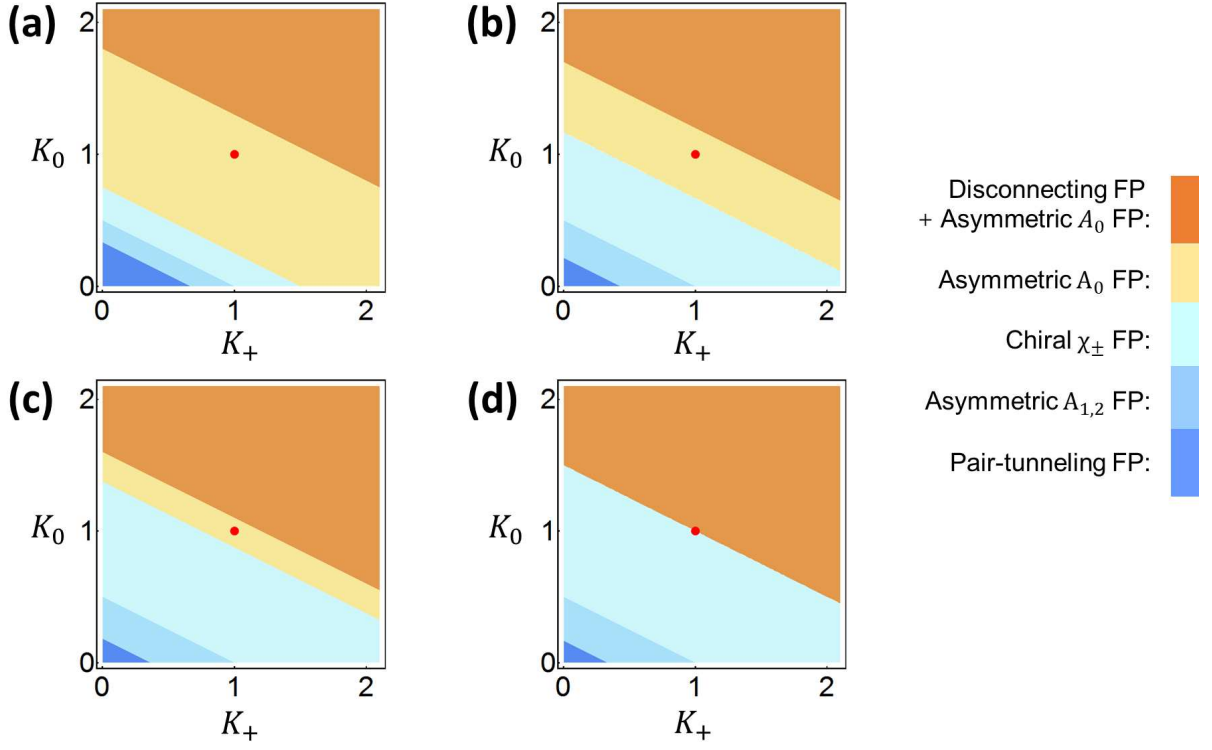 (a)
2
K₀
1
0
0
1
2
K₊
(b)
2
K₀
1
0
0
1
2
K₊
(c)
2
K₀
1
0
0
1
2
K₊
(d)
2
K₀
1
0
0
1
2
K₊
Disconnecting FP
+ Asymmetric A₀ FP:
Asymmetric A₀ FP:
Chiral χ± FP:
Asymmetric A₁,₂ FP:
Pair-tunneling FP: